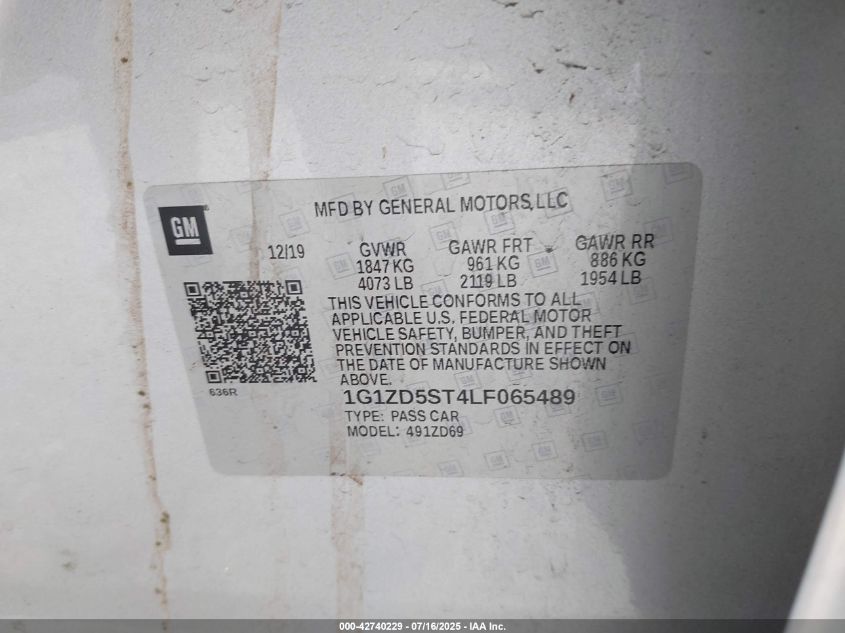 GM
MFD BY GENERAL MOTORS, LLC
12/19
GVWR GAWR FRT GAWR RR
1847 KG 961 KG 886 KG
4073 LB 2119 LB 1954 LB
THIS VEHICLE CONFORMS TO ALL
APPLICABLE U.S. FEDERAL MOTOR
VEHICLE SAFETY, BUMPER, AND THEFT
PREVENTION STANDARDS IN EFFECT ON
THE DATE OF MANUFACTURE SHOWN
ABOVE.
636R
1G1ZD5ST4LF065489
TYPE: PASS CAR
MODEL: 491ZD69
000-42740229 - 07/16/2025 - IAA Inc.